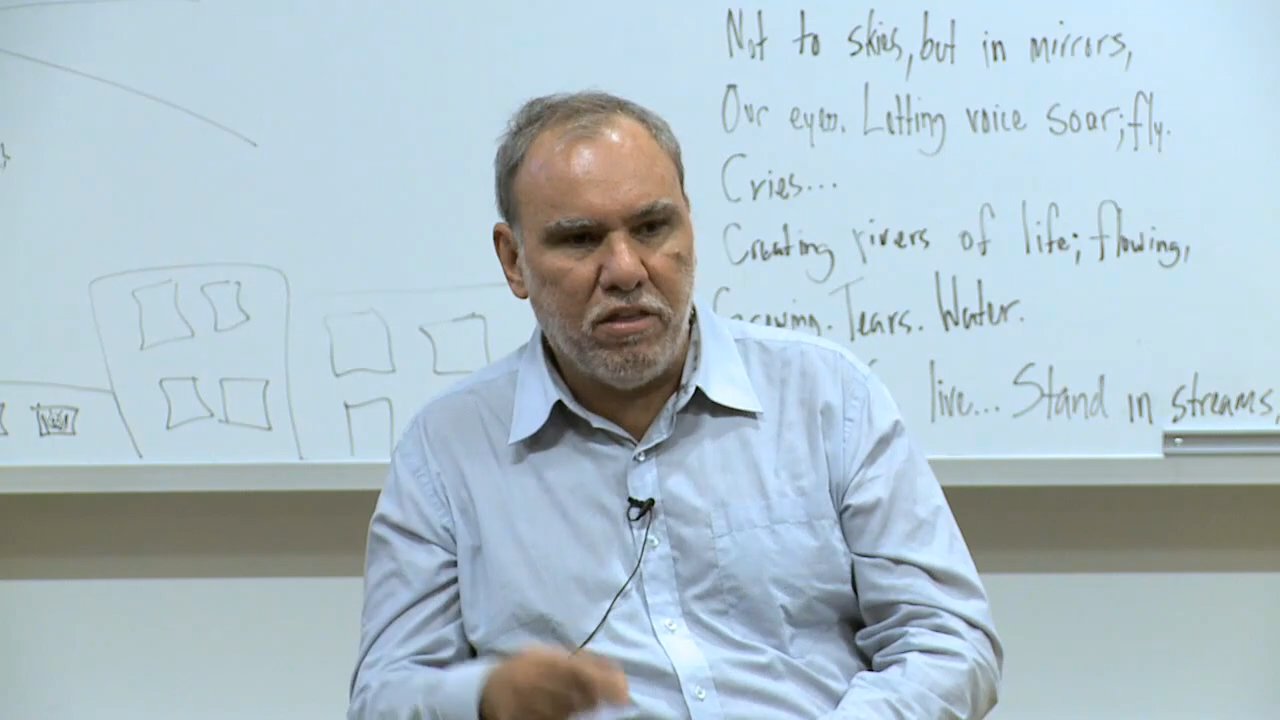 Not to skies, but in mirrors,
Our eyes. Letting voice soar; fly.
Cries...
Creating rivers of life; flowing,
Tears. Water.
live... Stand in streams